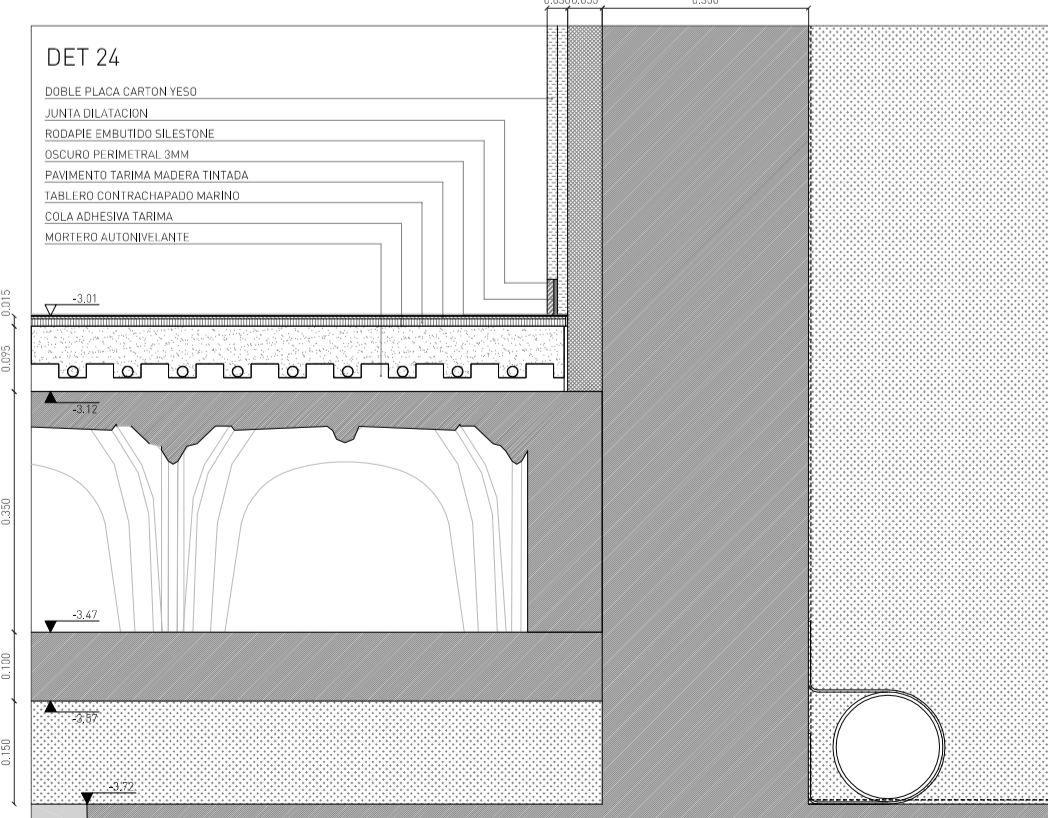 DET 24
DOBLE PLACA CARTON YESO
JUNTA DILATACION
RODAPIE EMBUTIDO SILESTONE
OSCURO PERIMETRAL 3MM
PAVIMENTO TARIMA MADERA TINTADA
TABLERO CONTRACHAPADO MARINO
COLA ADHESIVA TARIMA
MORTERO AUTONIVELANTE
-3.01
0.015
0.095
-3.12
0.350
-3.47
0.100
-3.57
0.150
-3.72